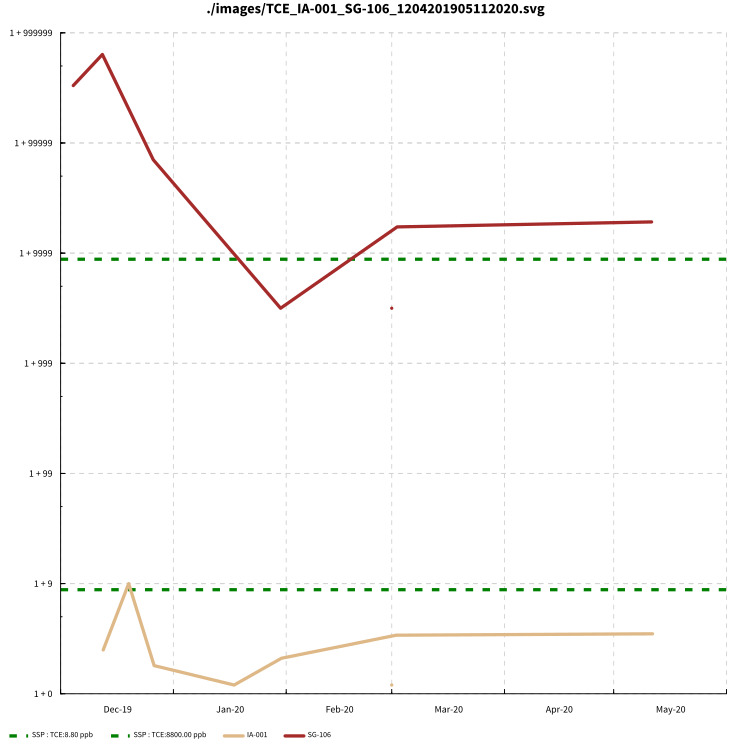 ./images/TCE_IA-001_SG-106_1204201905112020.svg
1+999999
1+99999
1+9999
1+999
1+99
1+9
1+0
Dec-19 Jan-20 Feb-20 Mar-20 Apr-20 May-20
SSP : TCE:8.80 ppb SSP : TCE:8800.00 ppb IA-001 SG-106